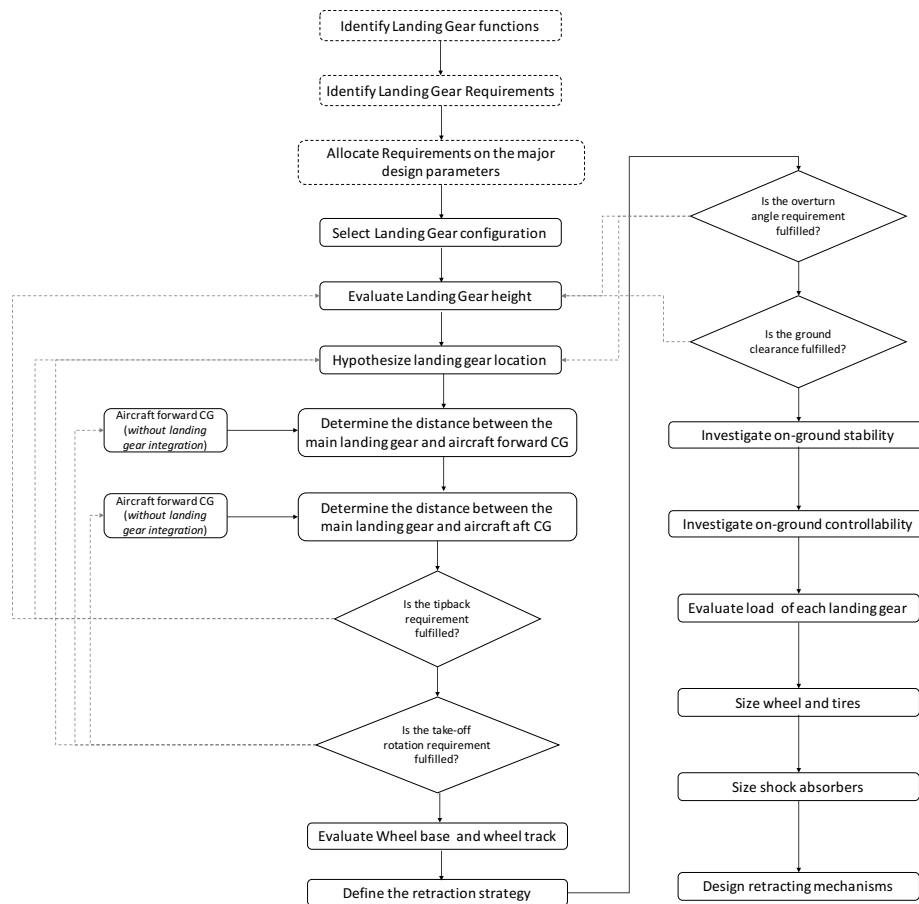 Identify Landing Gear functions
Identify Landing Gear Requirements
Allocate Requirements on the major
design parameters
Select Landing Gear configuration
Evaluate Landing Gear height
Hypothesize landing gear location
Aircraft forward CG
(without landing
gear integration)
Determine the distance between the
main landing gear and aircraft forward CG
Aircraft forward CG
(without landing
gear integration)
Determine the distance between the
main landing gear and aircraft aft CG
Is the tipback
requirement
fulfilled?
Is the take-off
rotation requirement
fulfilled?
Evaluate Wheel base and wheel track
Define the retraction strategy
Is the overturn
angle requirement
fulfilled?
Is the ground
clearance fulfilled?
Investigate on-ground stability
Investigate on-ground controllability
Evaluate load of each landing gear
Size wheel and tires
Size shock absorbers
Design retracting mechanisms